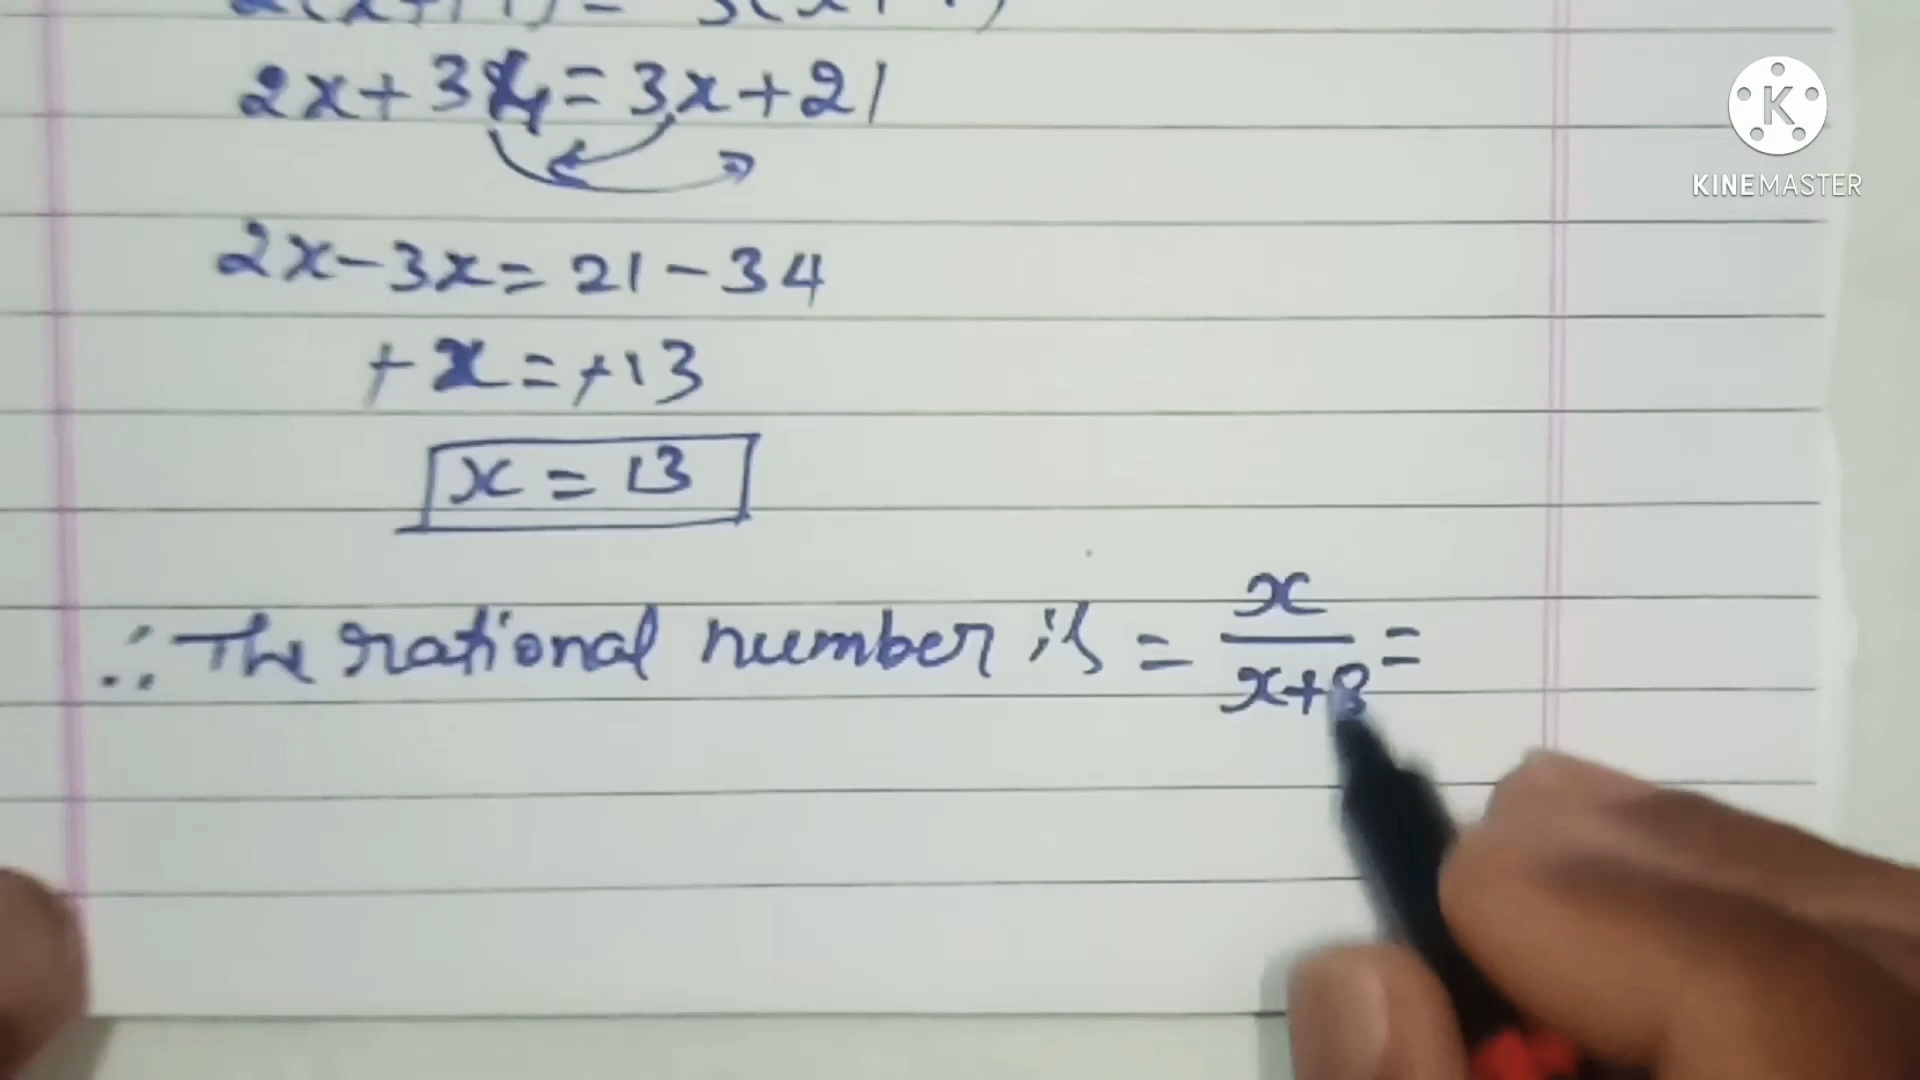 2x+34=3x+21
2x-3x=21-34
+x=+13
x=13
∴ The rational number is = x/x+8 =
K
KINEMASTER